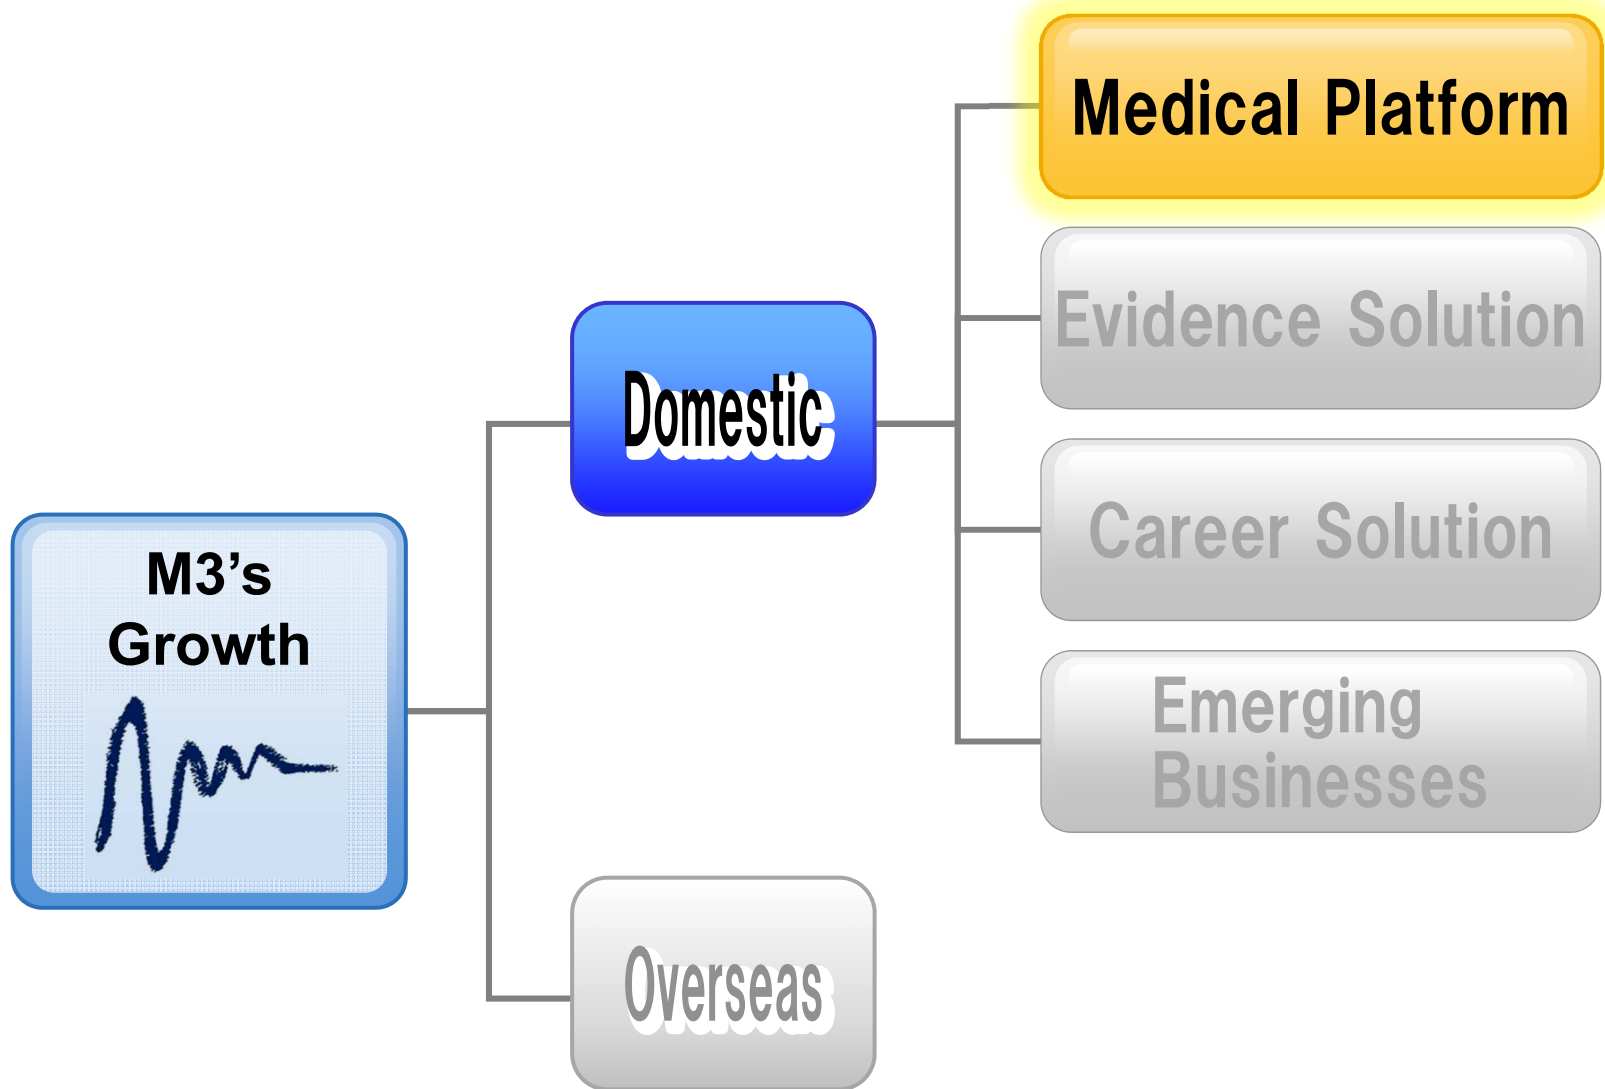 M3’s
Growth
Domestic
Overseas
Medical Platform
Evidence Solution
Career Solution
Emerging
Businesses